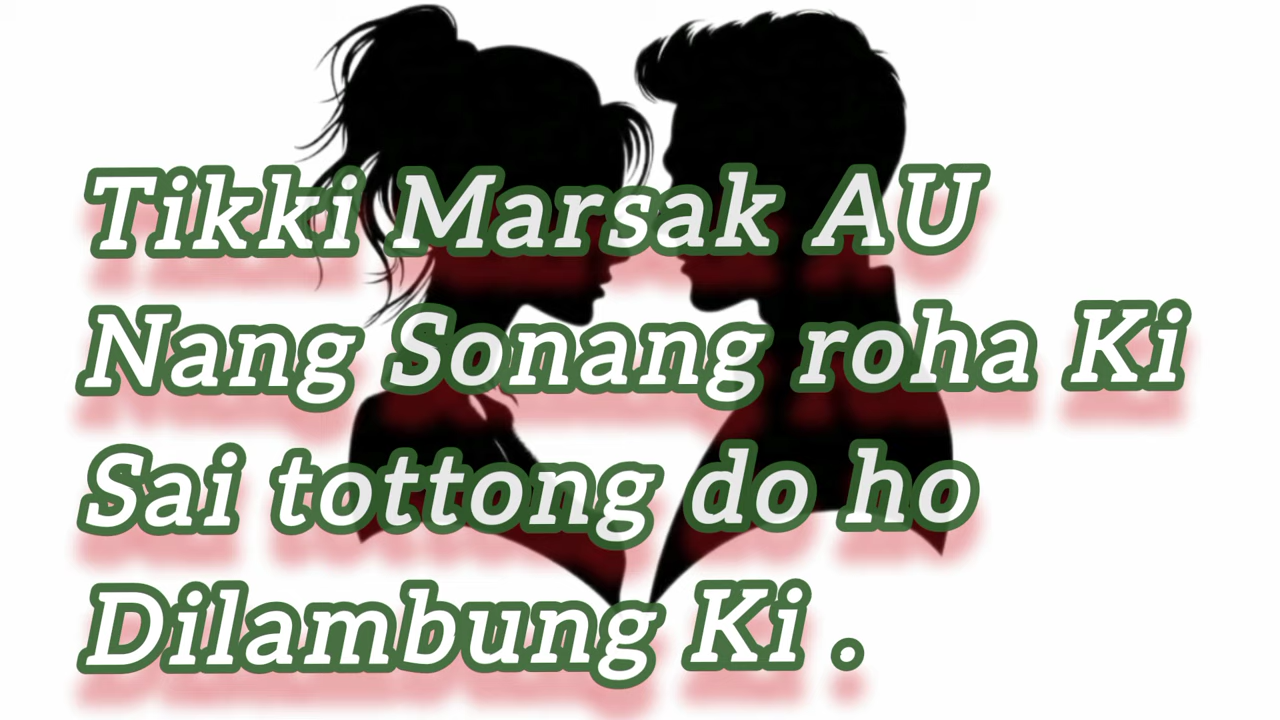 Tikki Marsak AU
Nang Sonang roha Ki
Sai tottong do ho
Dilambung Ki .